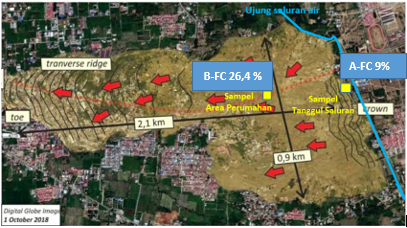 Ujung saluran air
tranverse ridge
B-FC 26,4 %
A-FC 9%
Sampel
Area Perumahan
Sampel
Tanggul Saluran
crown
toe
2,1 km
0,9 km
Digital Globe Image
1 October 2018